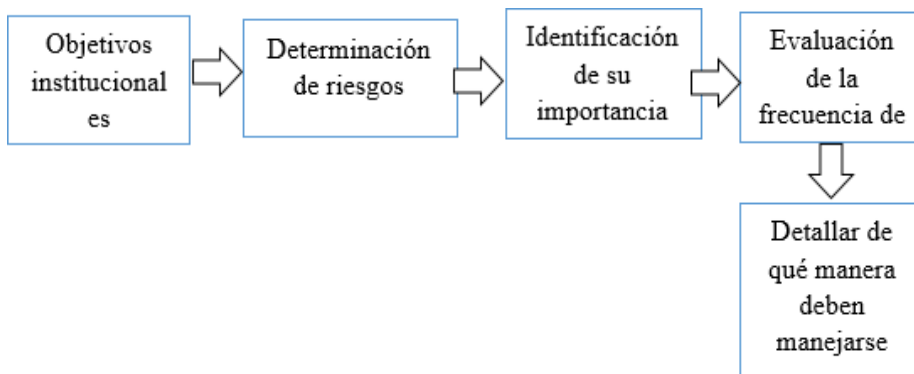 Objetivos
institucional
es
Determinación
de riesgos
Identificación
de su
importancia
Evaluación
de la
frecuencia de
Detallar de
qué manera
deben
manejarse